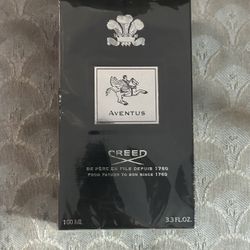 AVENTUS
CREED
DE PÈRE EN FILS DEPUIS 1760
FROM FATHER TO SON SINCE 1760
100 ML
3.3 FL.OZ.